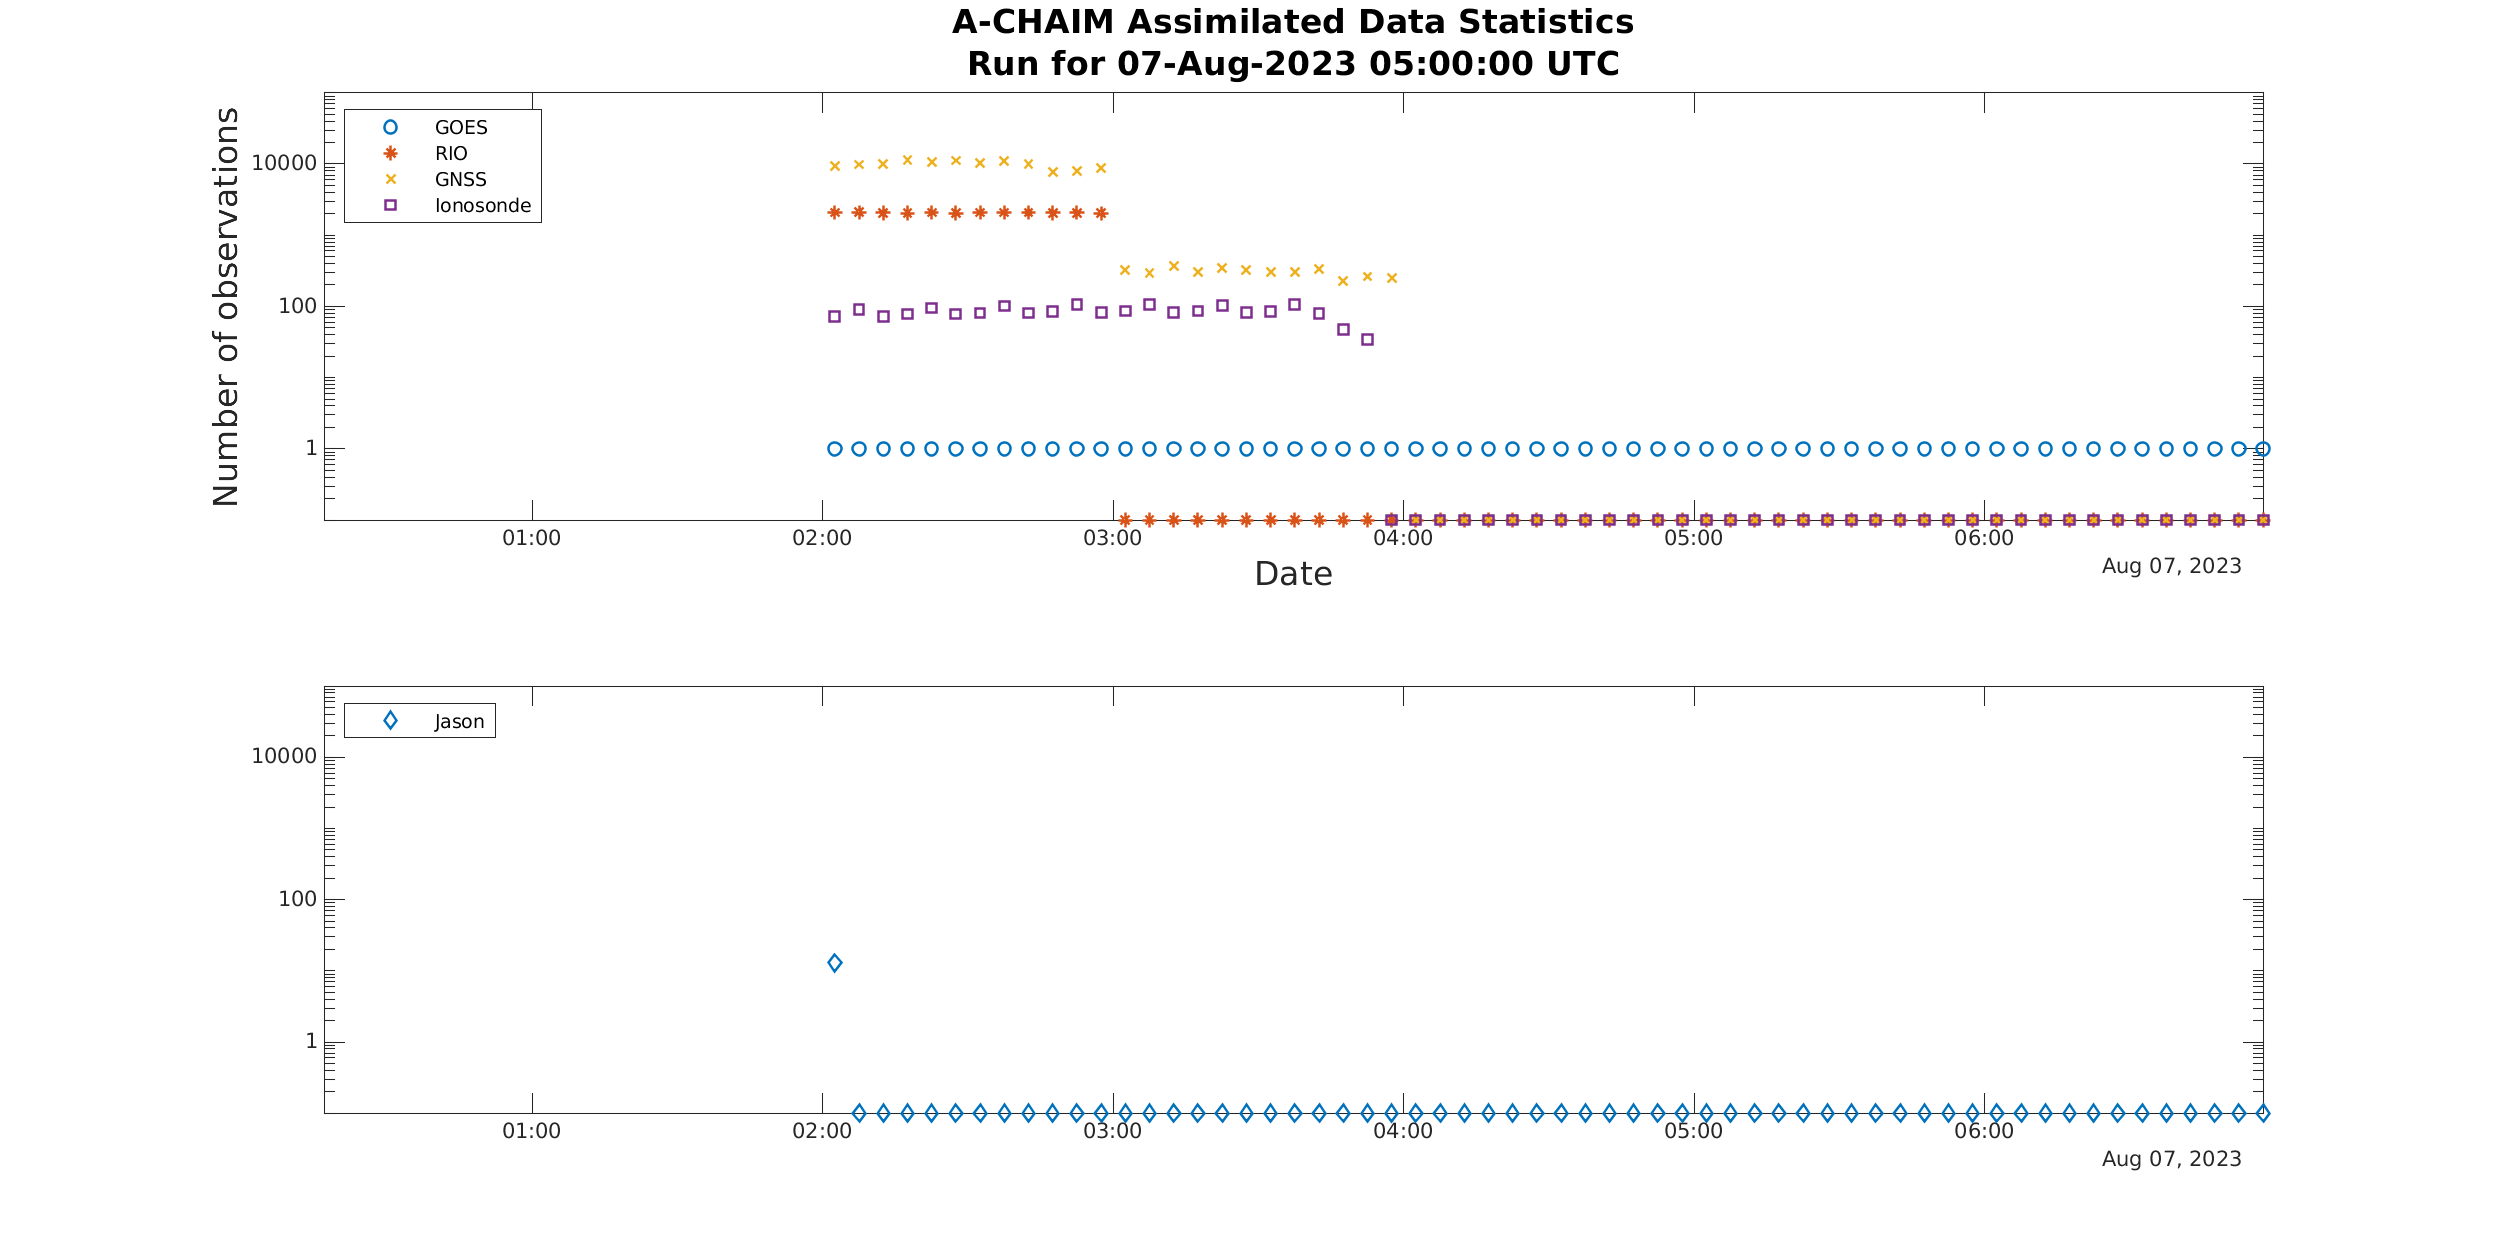 A-CHAIM Assimilated Data Statistics
Run for 07-Aug-2023 05:00:00 UTC
Number of observations
10000
100
1
GOES
RIO
GNSS
Ionosonde
01:00 02:00 03:00 04:00 05:00 06:00
Aug 07, 2023
Date
10000
100
1
Jason
01:00 02:00 03:00 04:00 05:00 06:00
Aug 07, 2023